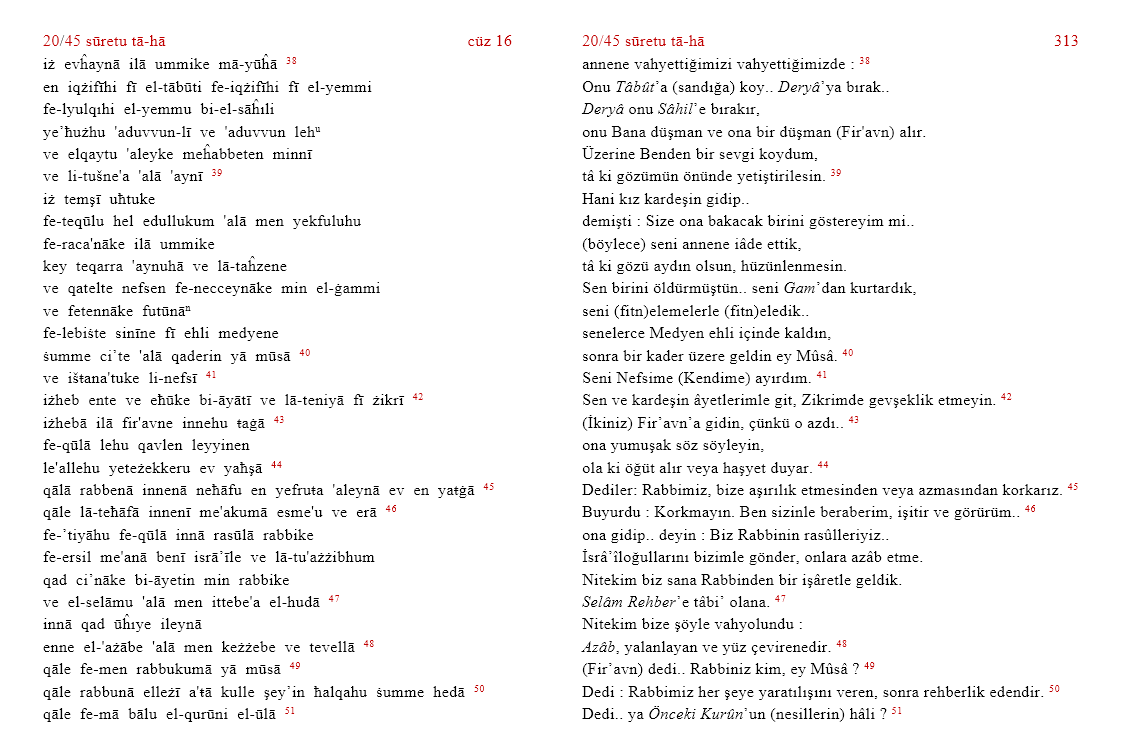 20/45 sūretu tā-hā cüz 16
iż evĥaynā ilā ummike mā-yūĥā 38
en iqżifīhi fī el-tābūti fe-iqżifīhi fī el-yemmi
fe-lyulqıhi el-yemmu bi-el-sāĥıli
ye’ħużhu 'aduvvun-lī ve 'aduvvun lehᵘ
ve elqaytu 'aleyke meĥabbeten minnī
ve li-tušne'a 'alā 'aynī 39
iż temşī uħtuke
fe-teqūlu hel edullukum 'alā men yekfuluhu
fe-raca'nāke ilā ummike
key teqarra 'aynuhā ve lā-taĥzene
ve qatelte nefsen fe-necceynāke min el-ġammi
ve fetennāke futūnāⁿ
fe-lebiṡte sinīne fī ehli medyene
ṡumme ci’te 'alā qaderin yā mūsā 40
ve išŧana'tuke li-nefsī 41
iżheb ente ve eħūke bi-āyātī ve lā-teniyā fī żikrī 42
iżhebā ilā fir'avne innehu ŧaġā 43
fe-qūlā lehu qavlen leyyinen
le'allehu yeteżekkeru ev yaħşā 44
qālā rabbenā innenā neħāfu en yefruŧa 'aleynā ev en yaŧġā 45
qāle lā-teħāfā innenī me'akumā esme'u ve erā 46
fe-’tiyāhu fe-qūlā innā rasūlā rabbike
fe-ersil me'anā benī isrā’īle ve lā-tu'ażżibhum
qad ci’nāke bi-āyetin min rabbike
ve el-selāmu 'alā men ittebe'a el-hudā 47
innā qad ūĥıye ileynā
enne el-'ażābe 'alā men keżżebe ve tevellā 48
qāle fe-men rabbukumā yā mūsā 49
qāle rabbunā elleżī a'ŧā kulle şey’in ħalqahu ṡumme hedā 50
qāle fe-mā bālu el-qurūni el-ūlā 51
20/45 sūretu tā-hā 313
annene vahyettiğimizi vahyettiğimizde : 38
Onu Tâbût’a (sandığa) koy.. Deryâ’ya bırak..
Deryâ onu Sâhil’e bırakır,
onu Bana düşman ve ona bir düşman (Fir'avn) alır.
Üzerine Benden bir sevgi koydum,
tâ ki gözümün önünde yetiştirilesin. 39
Hani kız kardeşin gidip..
demişti : Size ona bakacak birini göstereyim mi..
(böylece) seni annene iâde ettik,
tâ ki gözü aydın olsun, hüzünlenmesin.
Sen birini öldürmüştün.. seni Gam’dan kurtardık,
seni (fitn)elemelerle (fitn)eledik..
senelerce Medyen ehli içinde kaldın,
sonra bir kader üzere geldin ey Mûsâ. 40
Seni Nefsime (Kendime) ayırdım. 41
Sen ve kardeşin âyetlerimle git, Zikrimde gevşeklik etmeyin. 42
(İkiniz) Fir’avn’a gidin, çünkü o azdı.. 43
ona yumuşak söz söyleyin,
ola ki öğüt alır veya haşyet duyar. 44
Dediler: Rabbimiz, bize aşırılık etmesinden veya azmasından korkarız. 45
Buyurdu : Korkmayın. Ben sizinle beraberim, işitir ve görürüm.. 46
ona gidip.. deyin : Biz Rabbinin rasûlleriyiz..
İsrâ’îloğullarını bizimle gönder, onlara azâb etme.
Nitekim biz sana Rabbinden bir işâretle geldik.
Selâm Rehber’e tâbi’ olana. 47
Nitekim bize şöyle vahyolundu :
Azâb, yalanlayan ve yüz çevirenedir. 48
(Fir’avn) dedi.. Rabbiniz kim, ey Mûsâ ? 49
Dedi : Rabbimiz her şeye yaratılışını veren, sonra rehberlik edendir. 50
Dedi.. ya Önceki Kurûn’un (nesillerin) hâli ? 51